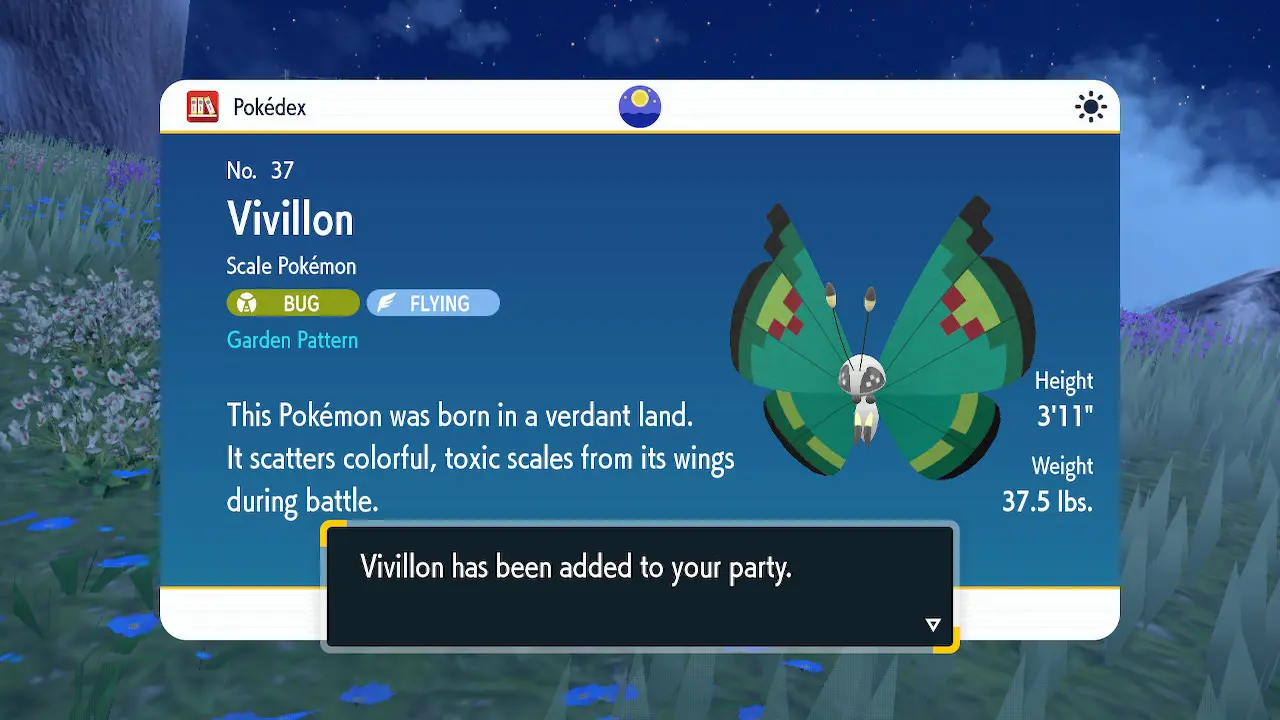 Pokédex
No. 37
Vivillon
Scale Pokémon
BUG FLYING
Garden Pattern
This Pokémon was born in a verdant land.
It scatters colorful, toxic scales from its wings
during battle.
Height
3'11"
Weight
37.5 lbs.
Vivillon has been added to your party.